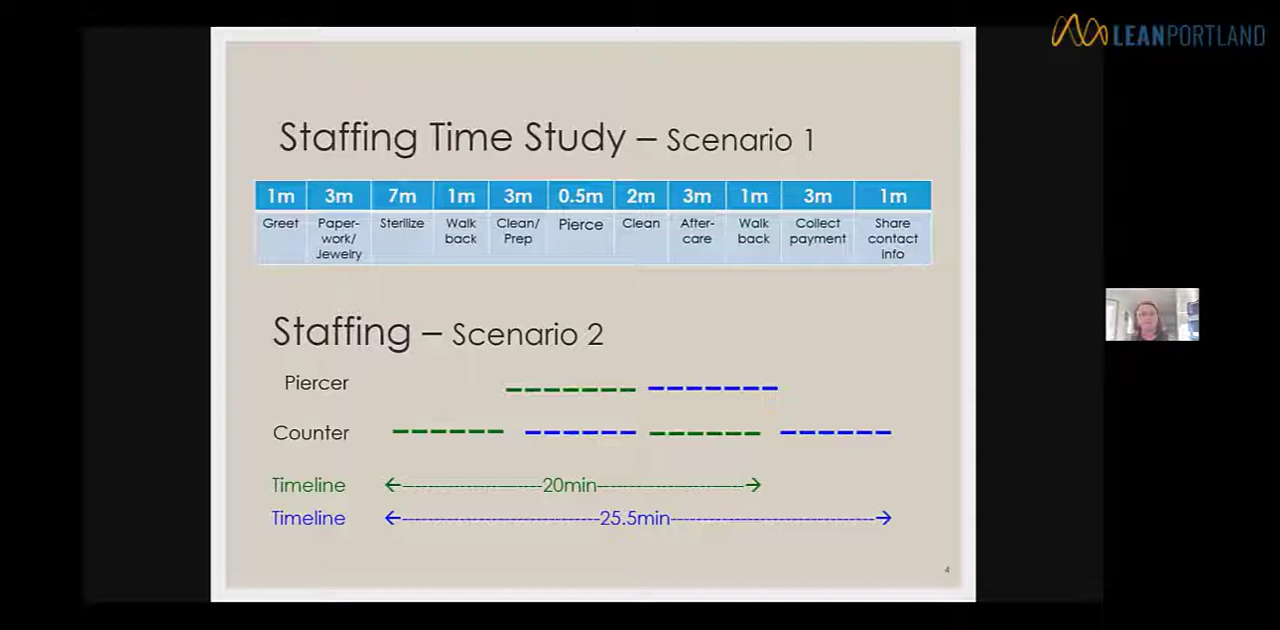 LEANPORTLAND
Staffing Time Study – Scenario 1
1m 3m 7m 1m 3m 0.5m 2m 3m 1m 3m 1m
Greet Paper- Sterilize Walk Clean/ Pierce Clean After- Walk Collect Share
work/ back Prep care back payment contact
Jewelry info
Staffing – Scenario 2
Piercer
Counter
Timeline 20min
Timeline 25.5min
4